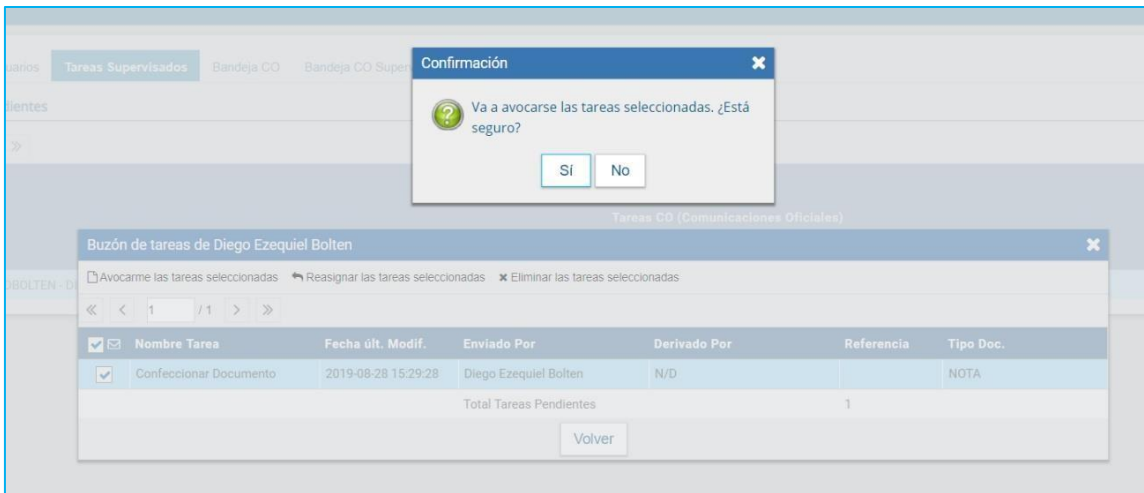 uarios Tareas Supervisados Bandeja CO Bandeja CO Super
dientes
Confirmación
Va a avocarse las tareas seleccionadas. ¿Está
seguro?
Sí No
Tareas CO (Comunicaciones Oficiales)
Buzón de tareas de Diego Ezequiel Bolten
Avocarme las tareas seleccionadas Reasignar las tareas seleccionadas Eliminar las tareas seleccionadas
1 / 1
Nombre Tarea Fecha últ. Modif. Enviado Por Derivado Por Referencia Tipo Doc.
Confeccionar Documento 2019-08-28 15:29:28 Diego Ezequiel Bolten N/D NOTA
Total Tareas Pendientes 1
Volver